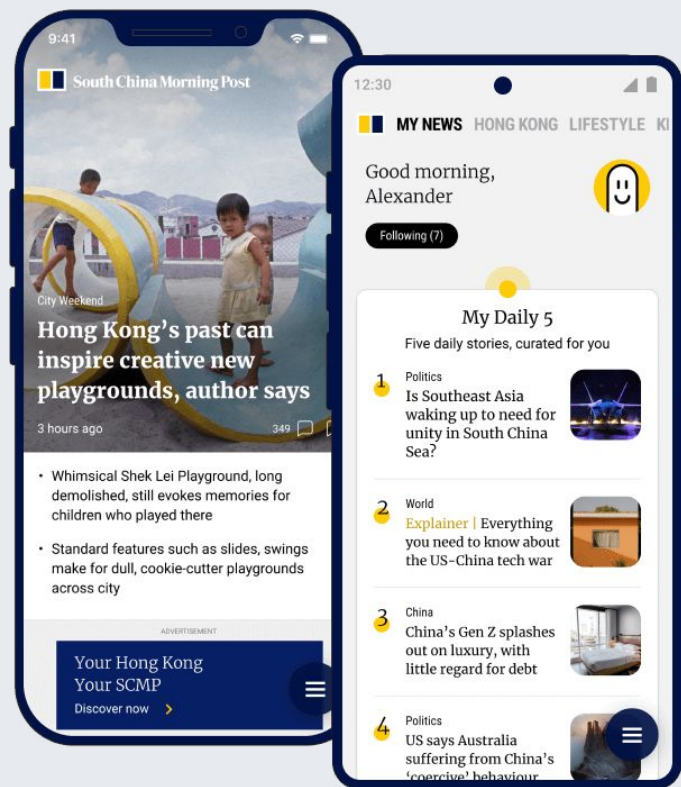 9:41
South China Morning Post
City Weekend
Hong Kong's past can
inspire creative new
playgrounds, author says
3 hours ago
349
• Whimsical Shek Lei Playground, long
demolished, still evokes memories for
children who played there
• Standard features such as slides, swings
make for dull, cookie-cutter playgrounds
across city
ADVERTISEMENT
Your Hong Kong
Your SCMP
Discover now
12:30
MY NEWS HONG KONG LIFESTYLE
Good morning,
Alexander
Following (7)
My Daily 5
Five daily stories, curated for you
1
Politics
Is Southeast Asia
waking up to need for
unity in South China
Sea?
2
World
Explainer | Everything
you need to know about
the US-China tech war
3
China
China's Gen Z splashes
out on luxury, with
little regard for debt
4
Politics
US says Australia
suffering from China's
'coercive' behaviour